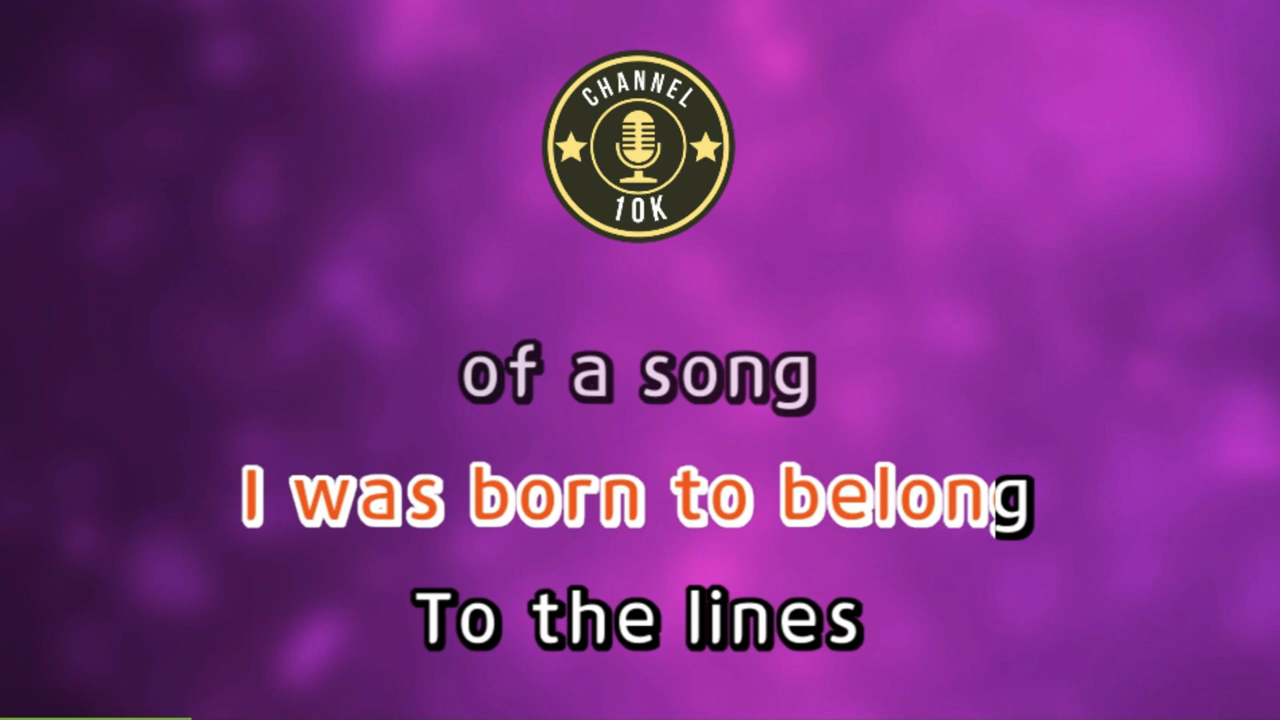 CHANNEL
10K
of a song
I was born to belong
To the lines